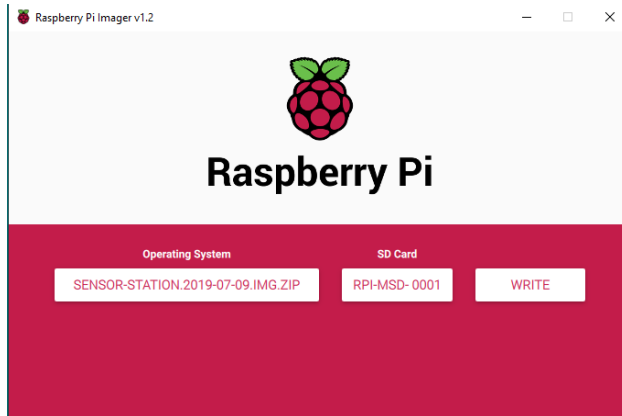 Raspberry Pi Imager v1.2
Raspberry Pi
Operating System
SD Card
SENSOR-STATION.2019-07-09.IMG.ZIP
RPI-MSD- 0001
WRITE